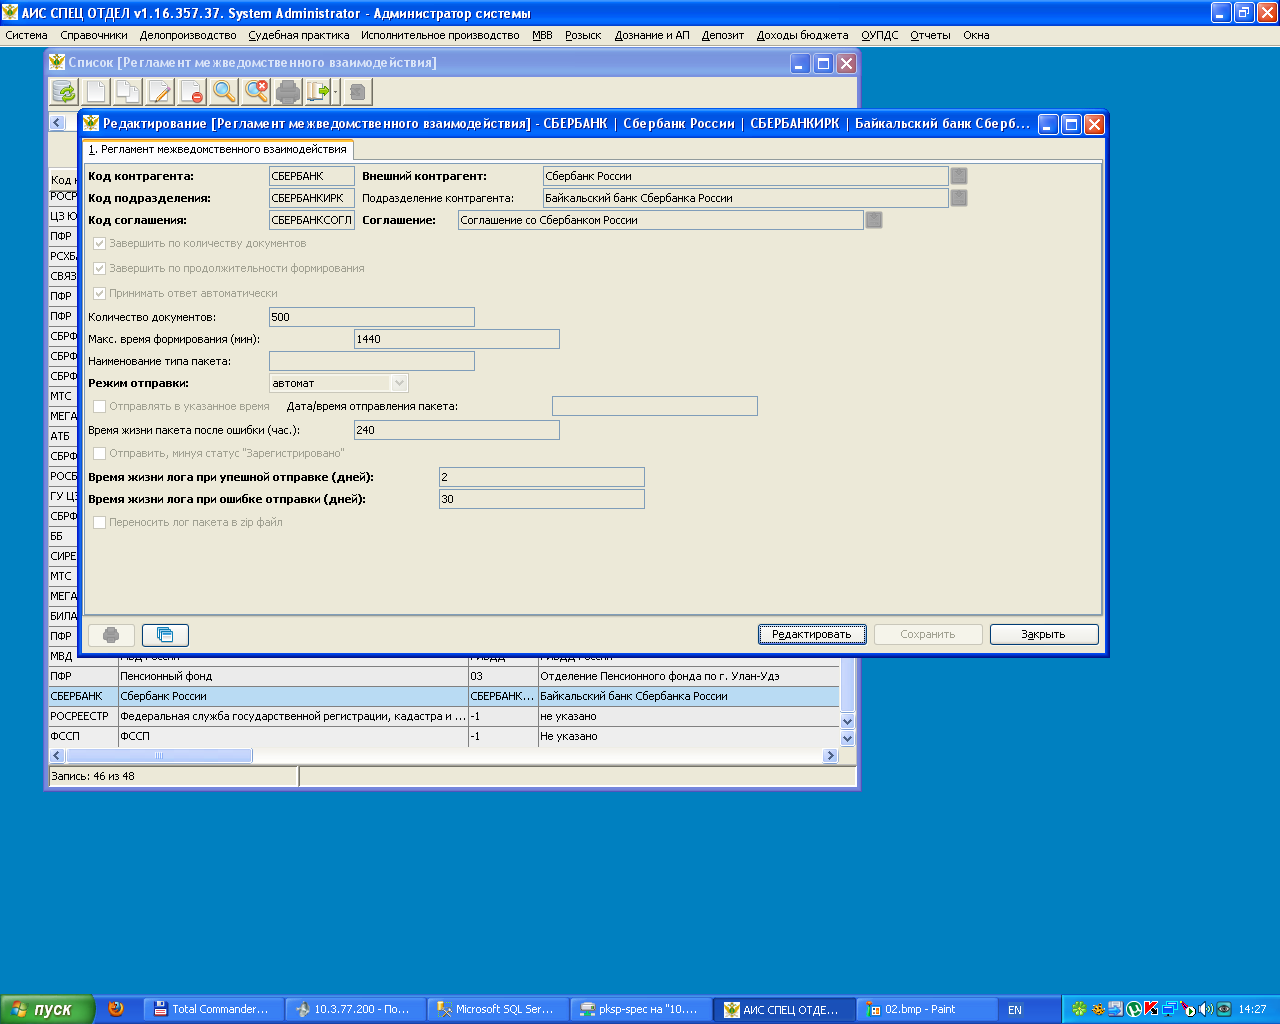 АИС СПЕЦ ОТДЕЛ v1.16.357.37. System Administrator - Администратор системы
Система Справочники Делопроизводство Судебная практика Исполнительное производство МВВ Розыск Дознание и АП Депозит Доходы бюджета ОУПДС Отчеты Окна
Список [Регламент межведомственного взаимодействия]
Редактирование [Регламент межведомственного взаимодействия] - СБЕРБАНК | Сбербанк России | СБЕРБАНКИРК | Байкальский банк Сберб...
1. Регламент межведомственного взаимодействия
Код контрагента: СБЕРБАНК Внешний контрагент: Сбербанк России
Код подразделения: СБЕРБАНКИРК Подразделение контрагента: Байкальский банк Сбербанка России
Код соглашения: СБЕРБАНКСОГЛ Соглашение: Соглашение со Сбербанком России
Завершить по количеству документов
Завершить по продолжительности формирования
Принимать ответ автоматически
Количество документов: 500
Макс. время формирования (мин): 1440
Наименование типа пакета:
Режим отправки: автомат
Отправлять в указанное время Дата/время отправления пакета:
Время жизни пакета после ошибки (час.): 240
Отправить, минуя статус "Зарегистрировано"
Время жизни лога при упешной отправке (дней): 2
Время жизни лога при ошибке отправки (дней): 30
Переносить лог пакета в zip файл
Редактировать Сохранить Закрыть
Код
РОСР
ЦЗ Ю
ПФР
РСХБ
СВЯЗ
ПФР
ПФР
СБРФ
СБРФ
СБРФ
МТС
МЕГА
АТБ
СБРФ
РОСБ
ГУ ЦЗ
СБРФ
ББ
СИРЕ
МТС
МЕГА
БИЛА
ПФР
МВД МВД России ГИБДД ГИБДД России
ПФР Пенсионный фонд 03 Отделение Пенсионного фонда по г. Улан-Удэ
СБЕРБАНК Сбербанк России СБЕРБАНК... Байкальский банк Сбербанка России
РОСРЕЕСТР Федеральная служба государственной регистрации, кадастра и ... -1 не указано
ФССП ФССП -1 Не указано
Запись: 46 из 48
пуск Total Commander... 10.3.77.200 - По... Microsoft SQL Ser... pksp-spec на "10.... АИС СПЕЦ ОТДЕ... 02.bmp - Paint EN 14:27